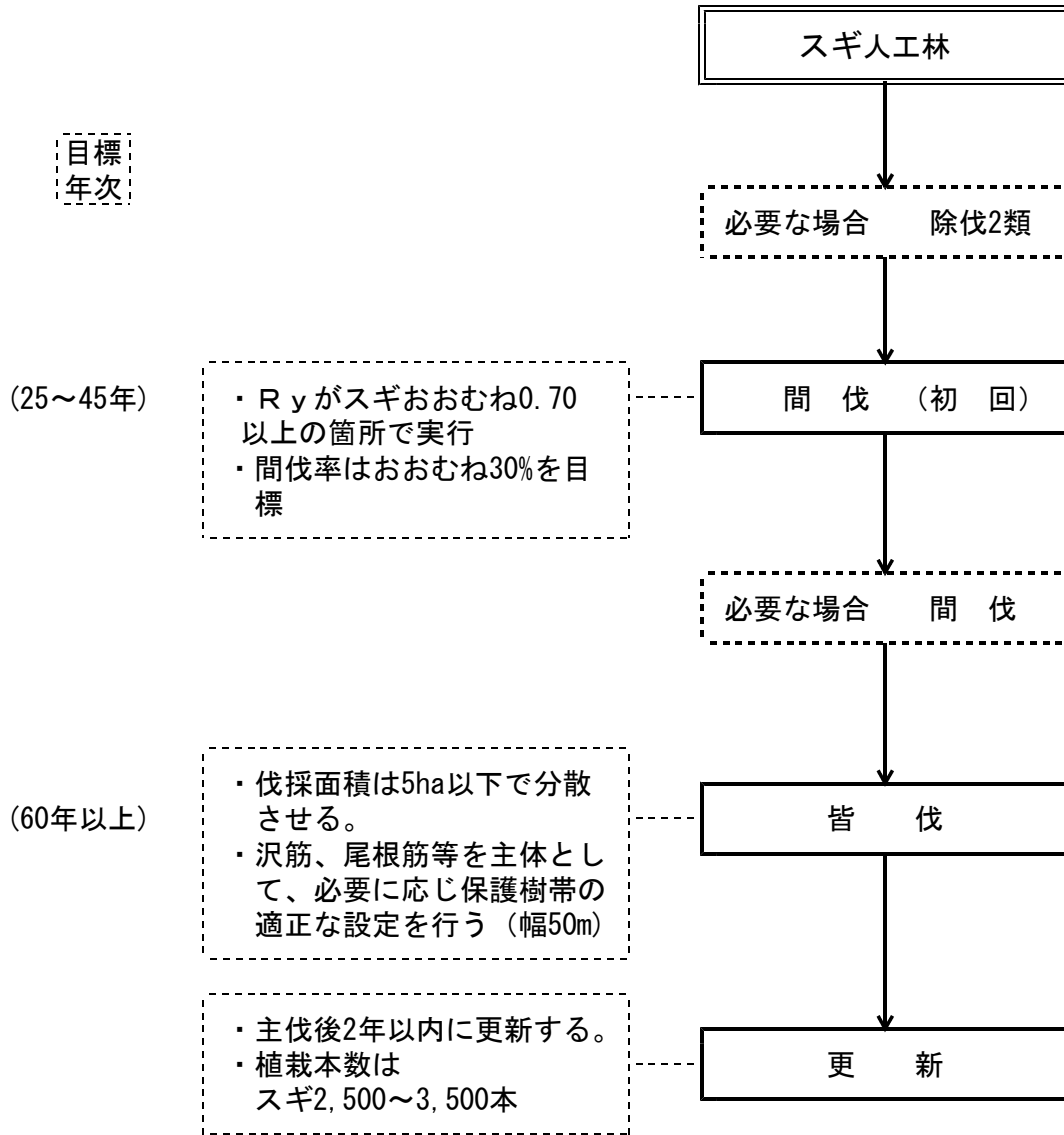 スギ人工林
目標
年次
必要な場合　　除伐2類
(25～45年)
・Ｒｙがスギおおむね0.70
以上の箇所で実行
・間伐率はおおむね30%を目
標
間　伐　（初　回）
必要な場合　　間　伐
(60年以上)
・伐採面積は5ha以下で分散
させる。
・沢筋、尾根筋等を主体とし
て、必要に応じ保護樹帯の
適正な設定を行う（幅50m）
皆　　伐
・主伐後2年以内に更新する。
・植栽本数は
スギ2,500～3,500本
更　　新